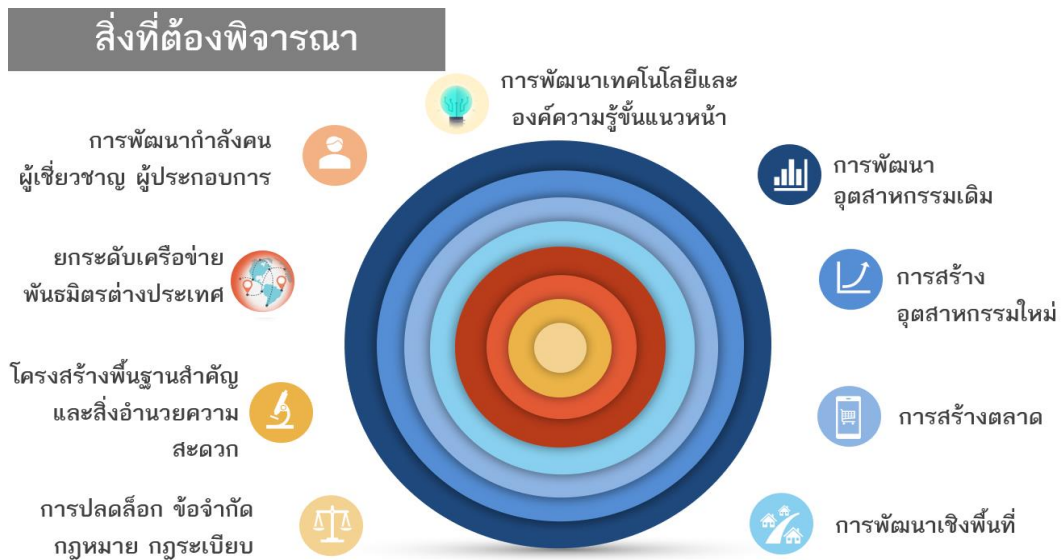 สิ่งที่ต้องพิจารณา
การพัฒนาเทคโนโลยีและ
องค์ความรู้ขั้นแนวหน้า
การพัฒนากำลังคน
ผู้เชี่ยวชาญ ผู้ประกอบการ
ยกระดับเครือข่าย
พันธมิตรต่างประเทศ
โครงสร้างพื้นฐานสำคัญ
และสิ่งอำนวยความ
สะดวก
การปลดล็อก ข้อจำกัด
กฎหมาย กฎระเบียบ
การพัฒนา
อุตสาหกรรมเดิม
การสร้าง
อุตสาหกรรมใหม่
การสร้างตลาด
การพัฒนาเชิงพื้นที่